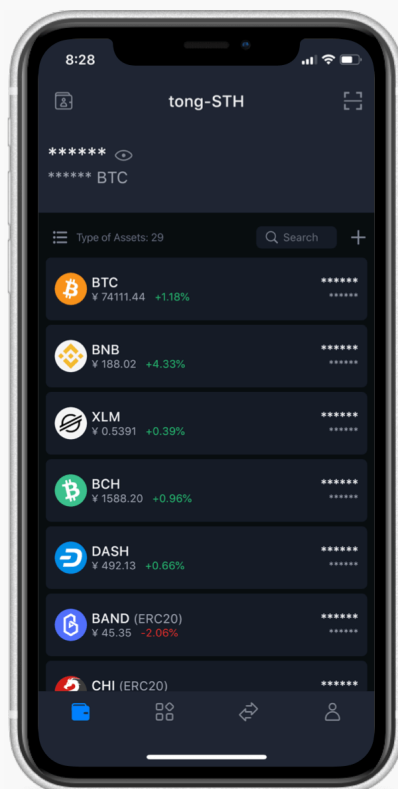 8:28
tong-STH
******
****** BTC
Type of Assets: 29
Search
BTC
******
¥ 74111.44 +1.18%
******
BNB
******
¥ 188.02 +4.33%
******
XLM
******
¥ 0.5391 +0.39%
******
BCH
******
¥ 1588.20 +0.96%
******
DASH
******
¥ 492.13 +0.66%
******
BAND (ERC20)
******
¥ 45.35 -2.06%
******
CHI (ERC20)
******